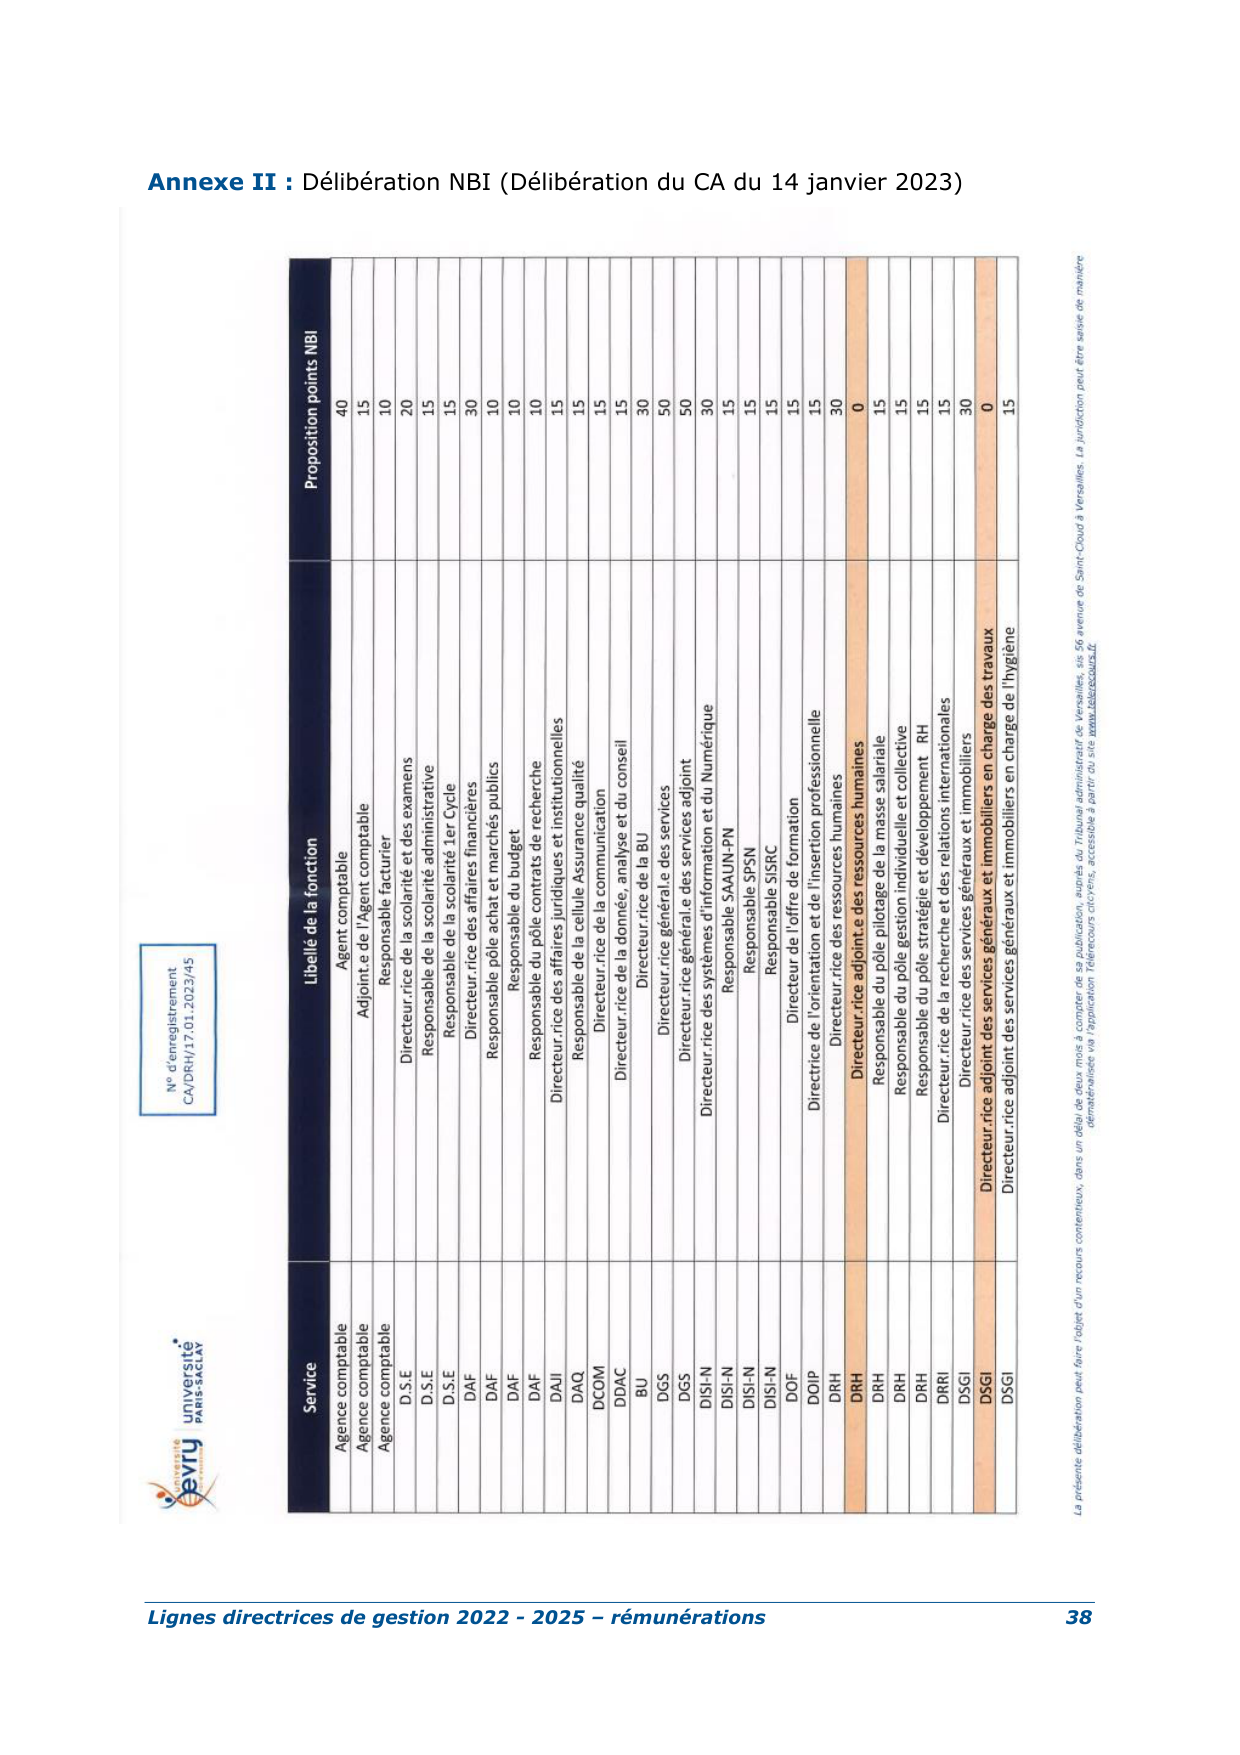 Annexe II : Délibération NBI (Délibération du CA du 14 janvier 2023)
université
evry
université
PARIS-SACLAY
N° d'enregistrement
CA/DRH/17.01.2023/45
Service Libellé de la fonction Proposition points NBI
Agence comptable Agent comptable 40
Agence comptable Adjoint.e de l'Agent comptable 15
Agence comptable Responsable facturier 10
D.S.E Directeur.rice de la scolarité et des examens 20
D.S.E Responsable de la scolarité administrative 15
D.S.E Responsable de la scolarité 1er Cycle 15
DAF Directeur.rice des affaires financières 30
DAF Responsable pôle achat et marchés publics 10
DAF Responsable du budget 10
DAF Responsable du pôle contrats de recherche 10
DAJI Directeur.rice des affaires juridiques et institutionnelles 15
DAQ Responsable de la cellule Assurance qualité 15
DCOM Directeur.rice de la communication 15
DDAC Directeur.rice de la donnée, analyse et du conseil 15
BU Directeur.rice de la BU 30
DGS Directeur.rice général.e des services 50
DGS Directeur.rice général.e des services adjoint 50
DISI-N Directeur.rice des systèmes d'information et du Numérique 30
DISI-N Responsable SAAUN-PN 15
DISI-N Responsable SPSN 15
DISI-N Responsable SISRC 15
DOF Directeur de l'offre de formation 15
DOIP Directrice de l'orientation et de l'insertion professionnelle 15
DRH Directeur.rice des ressources humaines 30
DRH Directeur.rice adjoint.e des ressources humaines 0
DRH Responsable du pôle pilotage de la masse salariale 15
DRH Responsable du pôle gestion individuelle et collective 15
DRH Responsable du pôle stratégie et développement RH 15
DRRI Directeur.rice de la recherche et des relations internationales 15
DSGI Directeur.rice des services généraux et immobiliers 30
DSGI Directeur.rice adjoint des services généraux et immobiliers en charge des travaux 0
DSGI Directeur.rice adjoint des services généraux et immobiliers en charge de l'hygiène 15
La présente délibération peut faire l'objet d'un recours contentieux, dans un délai de deux mois à compter de sa publication, auprès du Tribunal administratif de Versailles, sis 56 avenue de Saint-Cloud à Versailles. La juridiction peut être saisie de manière
dématérialisée via l'application Télérecours citoyens, accessible à partir du site www.telerecours.fr
Lignes directrices de gestion 2022 - 2025 – rémunérations 38